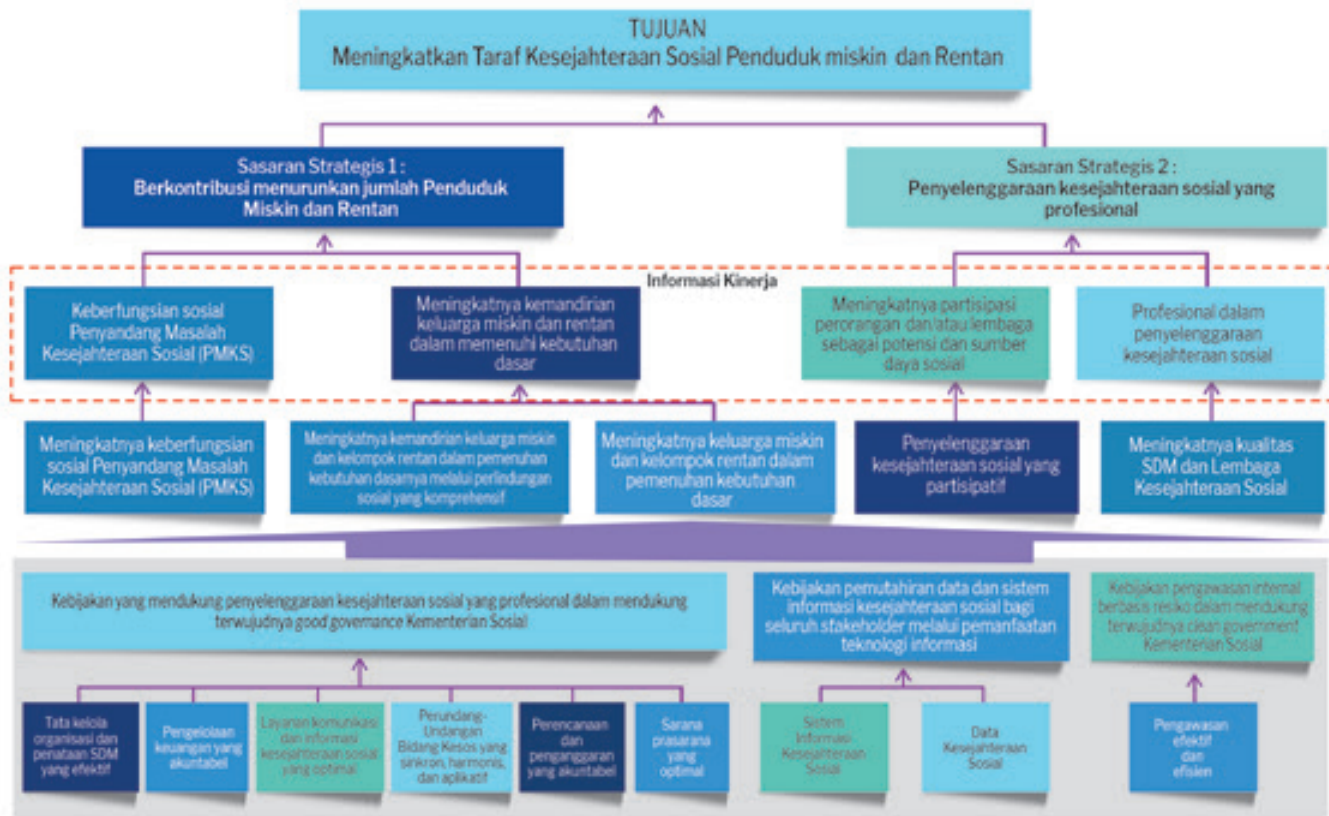 TUJUAN
Meningkatkan Taraf Kesejahteraan Sosial Penduduk miskin dan Rentan
Sasaran Strategis 1 :
Berkontribusi menurunkan jumlah Penduduk
Miskin dan Rentan
Sasaran Strategis 2 :
Penyelenggaraan kesejahteraan sosial yang
profesional
Informasi Kinerja
Keberfungsian sosial
Penyandang Masalah
Kesejahteraan Sosial (PMKS)
Meningkatnya kemandirian
keluarga miskin dan rentan
dalam memenuhi kebutuhan
dasar
Meningkatnya partisipasi
perorangan dan/atau lembaga
sebagai potensi dan sumber
daya sosial
Profesional dalam
penyelenggaraan
kesejahteraan sosial
Meningkatnya keberfungsian
sosial Penyandang Masalah
Kesejahteraan Sosial (PMKS)
Meningkatnya kemandirian keluarga miskin
dan kelompok rentan dalam pemenuhan
kebutuhan dasarnya melalui perlindungan
sosial yang komprehensif
Meningkatnya keluarga miskin
dan kelompok rentan dalam
pemenuhan kebutuhan
dasar
Penyelenggaraan
kesejahteraan sosial yang
partisipatif
Meningkatnya kualitas
SDM dan Lembaga
Kesejahteraan Sosial
Kebijakan yang mendukung penyelenggaraan kesejahteraan sosial yang profesional dalam mendukung
terwujudnya good governance Kementerian Sosial
Kebijakan pemutahiran data dan sistem
informasi kesejahteraan sosial bagi
seluruh stakeholder melalui pemanfaatan
teknologi informasi
Kebijakan pengawasan internal
berbasis resiko dalam mendukung
terwujudnya clean government
Kementerian Sosial
Tata kelola
organisasi dan
penataan SDM
yang efektif
Pengelolaan
keuangan yang
akuntabel
Layanan komunikasi
dan informasi
kesejahteraan sosial
yang optimal
Perundang-
Undangan
Bidang Kesos yang
sinkron, harmonis,
dan aplikatif
Perencanaan
dan
penganggaran
yang akuntabel
Sarana
prasarana
yang
optimal
Sistem
Informasi
Kesejahteraan
Sosial
Data
Kesejahteraan
Sosial
Pengawasan
efektif
dan
efisien